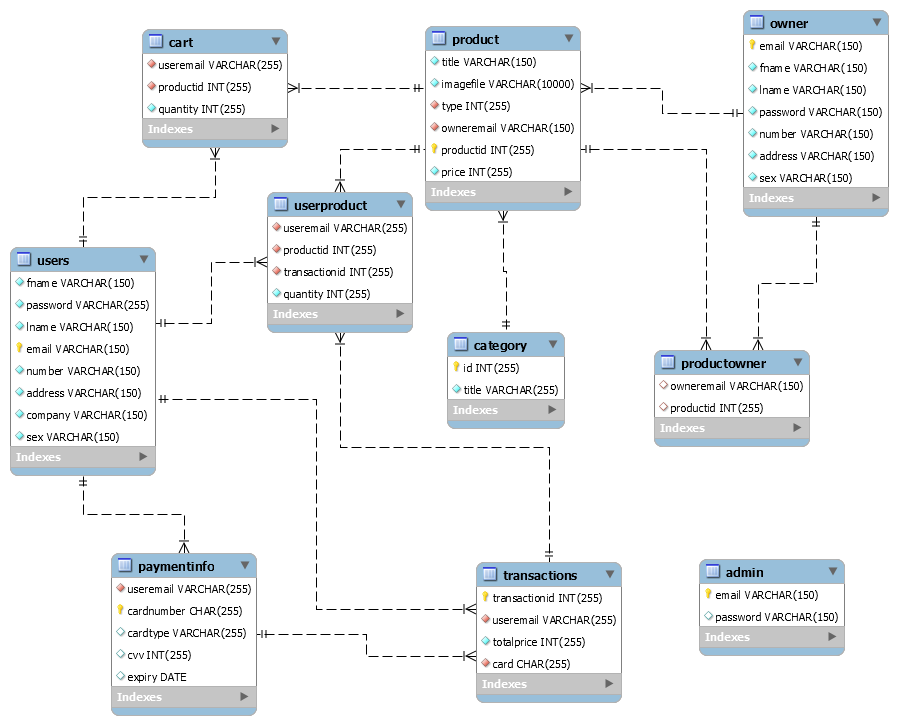 cart
useremail VARCHAR(255)
productid INT(255)
quantity INT(255)
Indexes
product
title VARCHAR(150)
imagefile VARCHAR(10000)
type INT(255)
owneremail VARCHAR(150)
productid INT(255)
price INT(255)
Indexes
owner
email VARCHAR(150)
fname VARCHAR(150)
lname VARCHAR(150)
password VARCHAR(150)
number VARCHAR(150)
address VARCHAR(150)
sex VARCHAR(150)
Indexes
userproduct
useremail VARCHAR(255)
productid INT(255)
transactionid INT(255)
quantity INT(255)
Indexes
users
fname VARCHAR(150)
password VARCHAR(255)
lname VARCHAR(150)
email VARCHAR(150)
number VARCHAR(150)
address VARCHAR(150)
company VARCHAR(150)
sex VARCHAR(150)
Indexes
category
id INT(255)
title VARCHAR(255)
Indexes
productowner
owneremail VARCHAR(150)
productid INT(255)
Indexes
paymentinfo
useremail VARCHAR(255)
cardnumber CHAR(255)
cardtype VARCHAR(255)
cvv INT(255)
expiry DATE
Indexes
transactions
transactionid INT(255)
useremail VARCHAR(255)
totalprice INT(255)
card CHAR(255)
Indexes
admin
email VARCHAR(150)
password VARCHAR(150)
Indexes